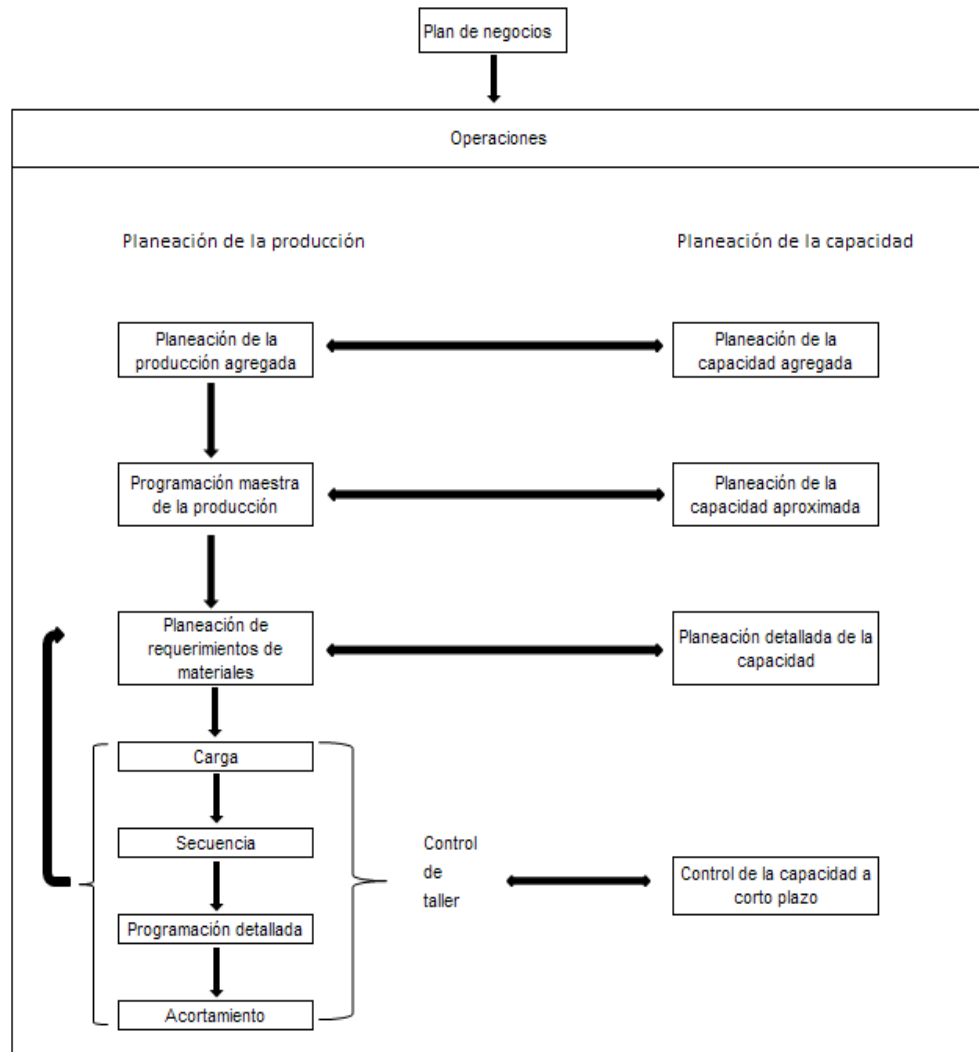 Plan de negocios
Operaciones
Planeación de la producción
Planeación de la capacidad
Planeación de la
producción agregada
Planeación de la
capacidad agregada
Programación maestra
de la producción
Planeación de la
capacidad aproximada
Planeación de
requerimientos de
materiales
Planeación detallada de la
capacidad
Carga
Secuencia
Programación detallada
Acortamiento
Control
de
taller
Control de la capacidad a
corto plazo